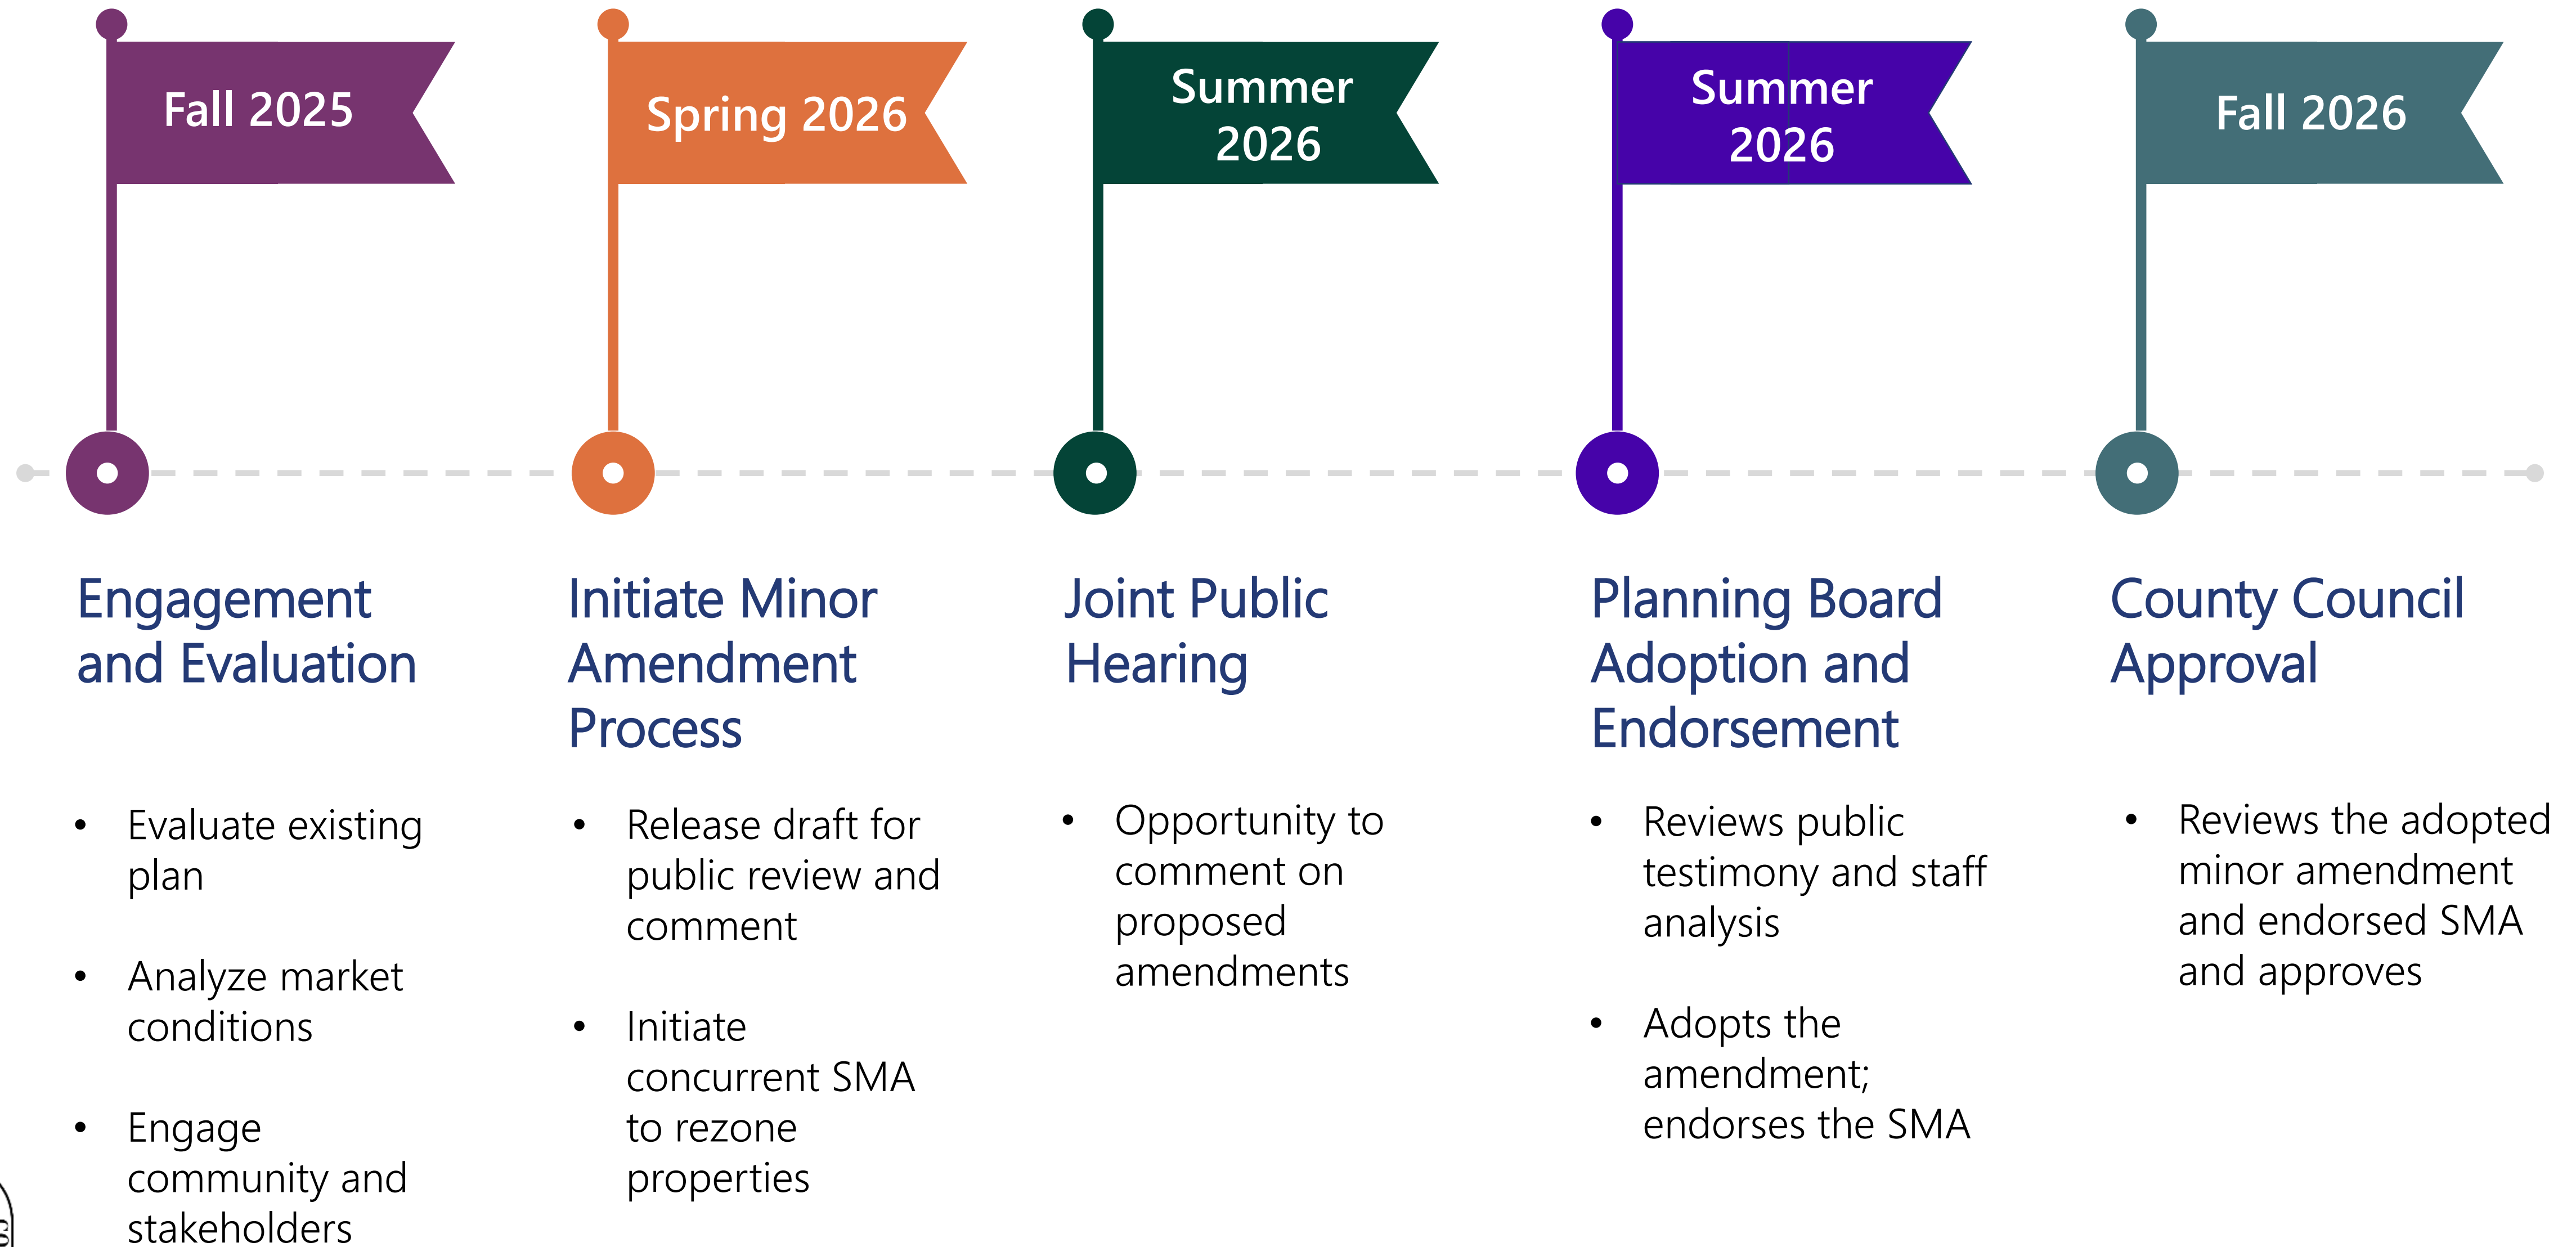 Fall 2025
Spring 2026
Summer
2026
Summer
2026
Fall 2026
Engagement
and Evaluation
• Evaluate existing
plan
• Analyze market
conditions
• Engage
community and
stakeholders
Initiate Minor
Amendment
Process
• Release draft for
public review and
comment
• Initiate
concurrent SMA
to rezone
properties
Joint Public
Hearing
• Opportunity to
comment on
proposed
amendments
Planning Board
Adoption and
Endorsement
• Reviews public
testimony and staff
analysis
• Adopts the
amendment;
endorses the SMA
County Council
Approval
• Reviews the adopted
minor amendment
and endorsed SMA
and approves